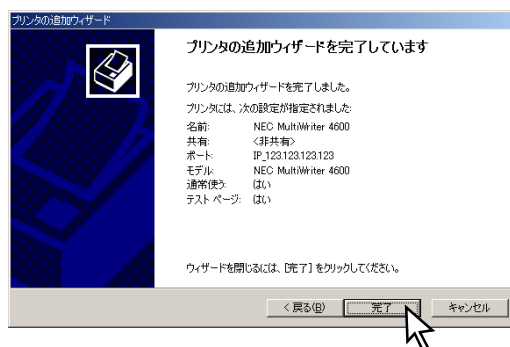 プリンタの追加ウィザード
プリンタの追加ウィザードを完了しています
プリンタの追加ウィザードを完了しました。
プリンタには、次の設定が指定されました:
名前: NEC MultiWriter 4600
共有: <非共有>
ポート: IP_123.123.123.123
モデル: NEC MultiWriter 4600
通常使う: はい
テスト ページ: はい
ウィザードを閉じるには、[完了] をクリックしてください。
< 戻る(B) 完了 キャンセル